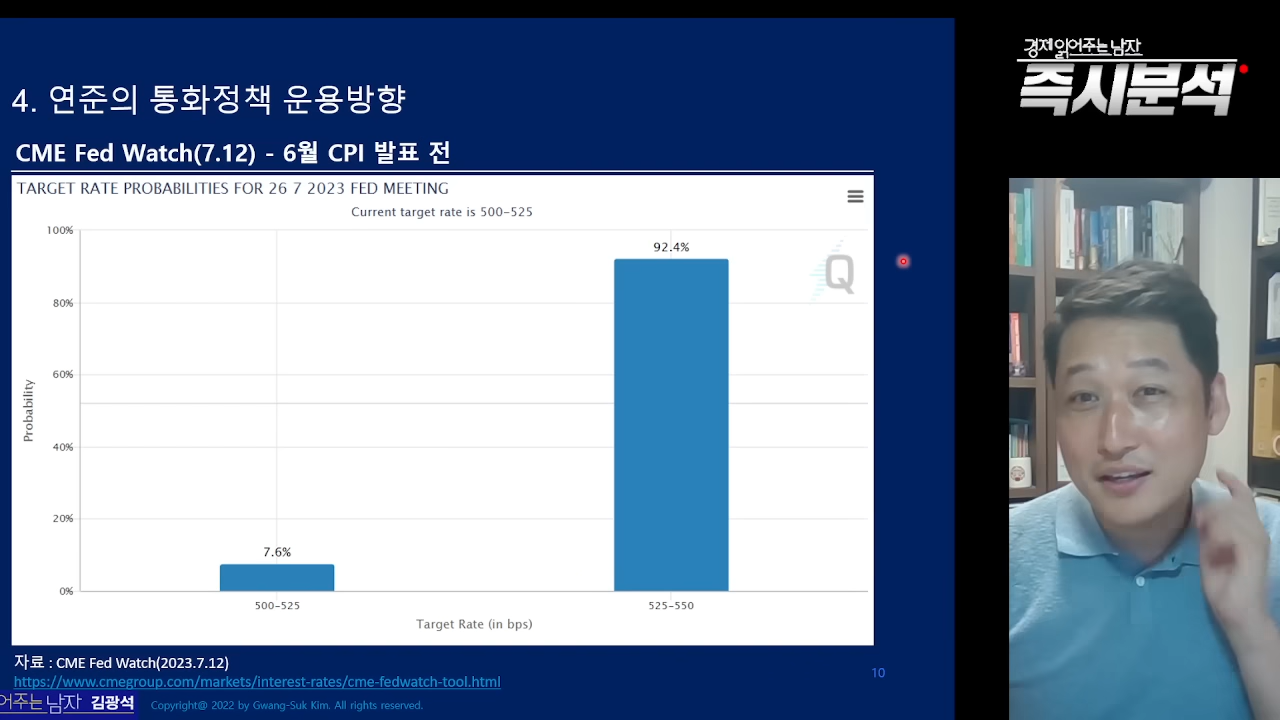 경제 읽어주는 남자
즉시분석
4. 연준의 통화정책 운용방향
CME Fed Watch(7.12) - 6월 CPI 발표 전
TARGET RATE PROBABILITIES FOR 26 7 2023 FED MEETING
Current target rate is 500–525
100%
80%
60%
40%
20%
0%
Probability
7.6%
92.4%
Q
500–525
525–550
Target Rate (in bps)
자료 : CME Fed Watch(2023.7.12)
https://www.cmegroup.com/markets/interest-rates/cme-fedwatch-tool.html
10
어주는 남자 김광석
Copyright@ 2022 by Gwang-Suk Kim. All rights reserved.